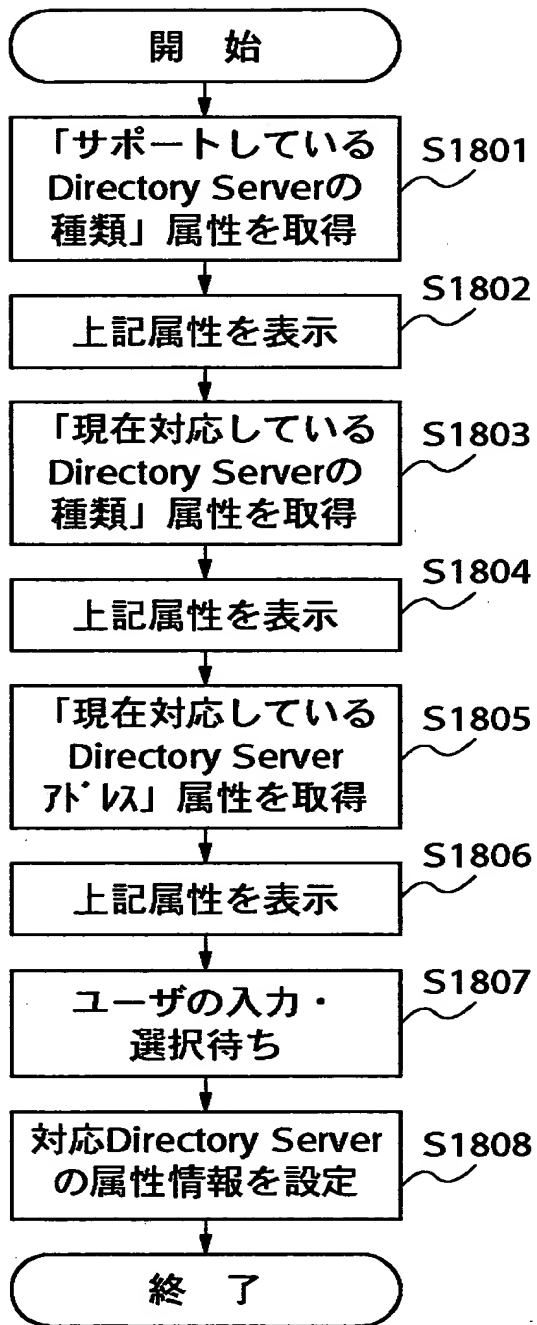 開 始
「サポートしている
Directory Serverの
種類」属性を取得
S1801
上記属性を表示
S1802
「現在対応している
Directory Serverの
種類」属性を取得
S1803
上記属性を表示
S1804
「現在対応している
Directory Server
ｱﾄﾞﾚｽ」属性を取得
S1805
上記属性を表示
S1806
ユーザの入力・
選択待ち
S1807
対応Directory Server
の属性情報を設定
S1808
終 了